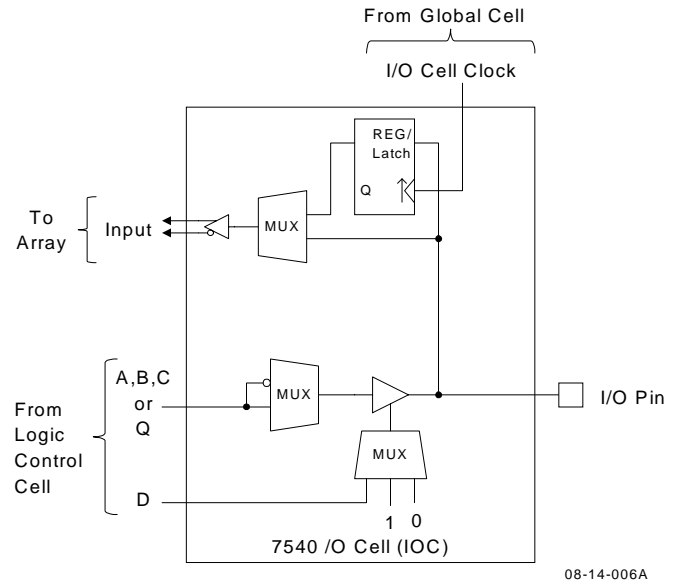 From Global Cell
I/O Cell Clock
REG/
Latch
Q
MUX
To
Array
Input
A,B,C
or
Q
MUX
I/O Pin
From
Logic
Control
Cell
MUX
D
1 0
7540 /O Cell (IOC)
08-14-006A